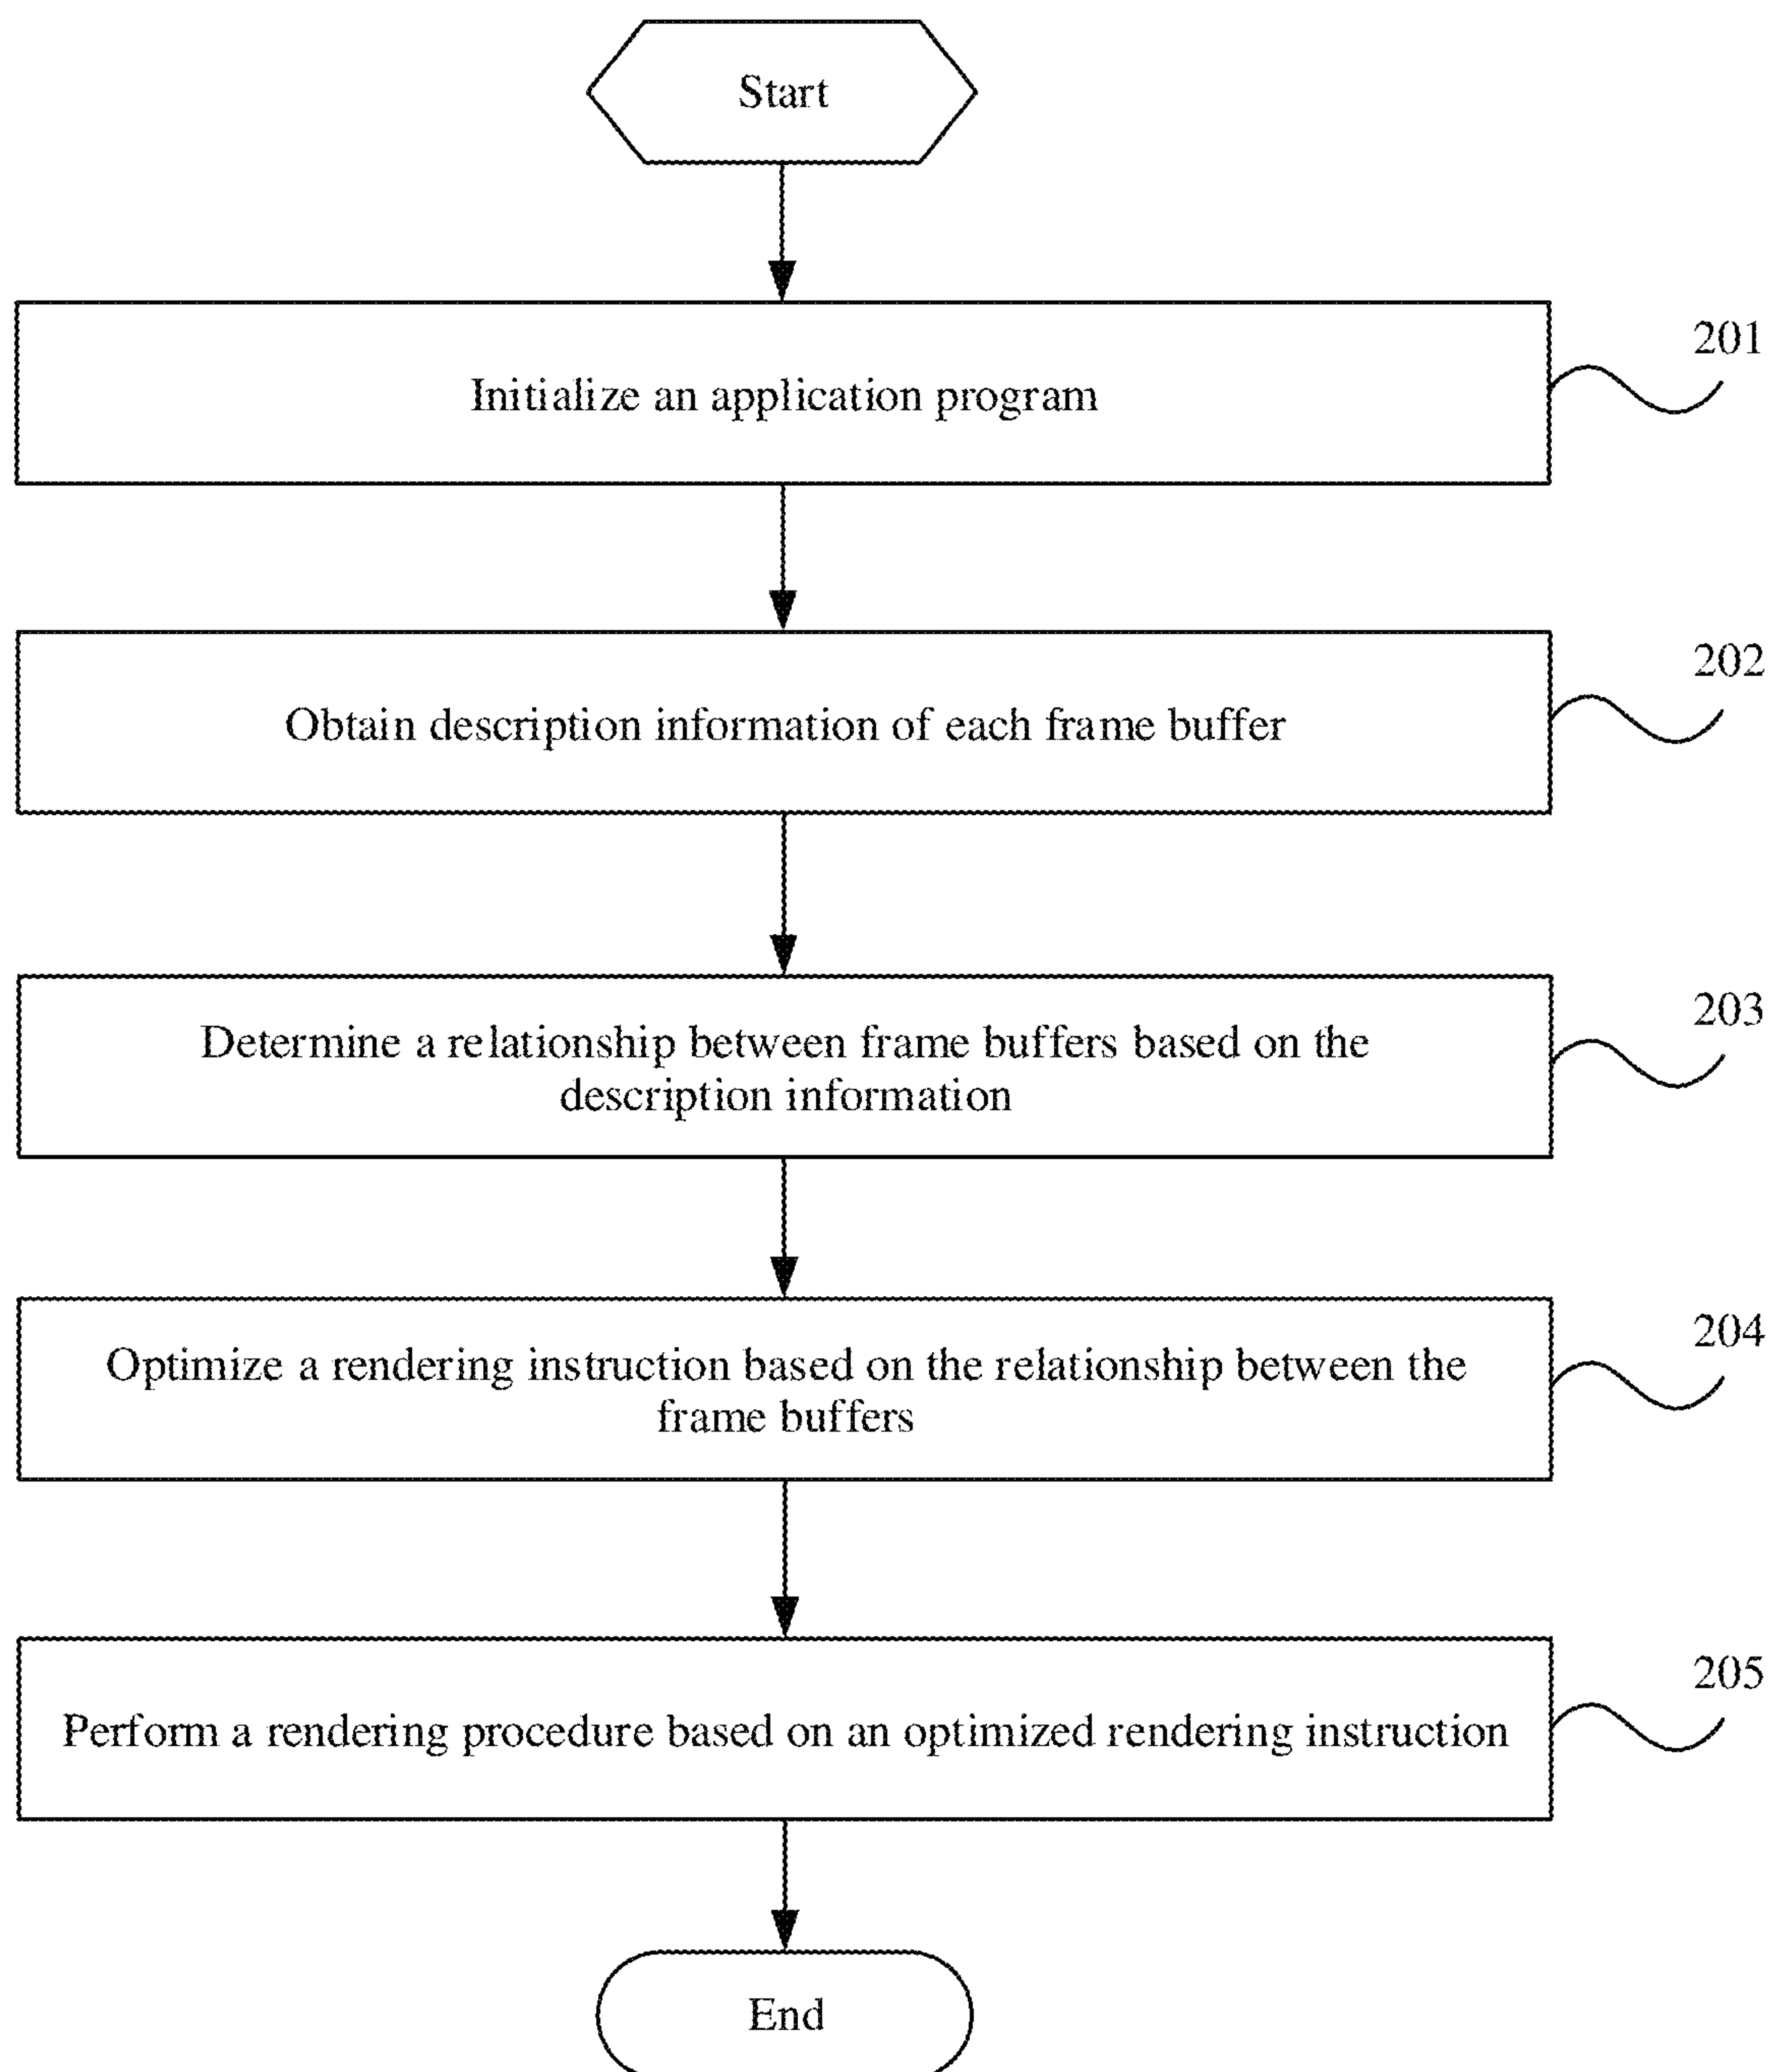 Start
201
Initialize an application program
202
Obtain description information of each frame buffer
203
Determine a relationship between frame buffers based on the
description information
204
Optimize a rendering instruction based on the relationship between the
frame buffers
205
Perform a rendering procedure based on an optimized rendering instruction
End